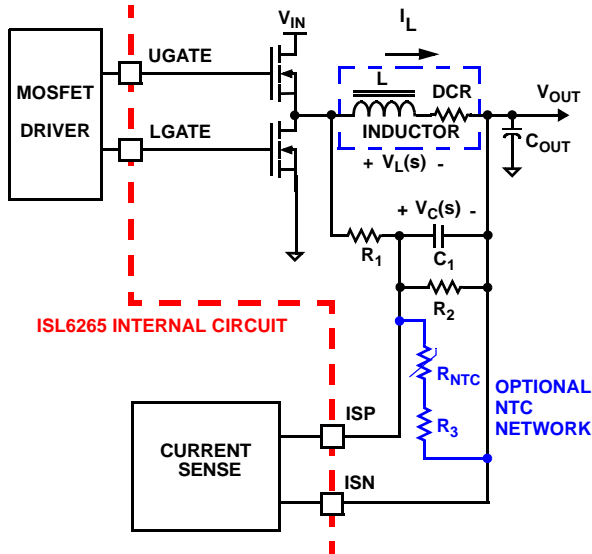 MOSFET
DRIVER
UGATE
LGATE
V_IN
I_L
L
DCR
INDUCTOR
V_OUT
C_OUT
+ V_L(s) -
+ V_C(s) -
R_1
C_1
R_2
ISL6265 INTERNAL CIRCUIT
R_NTC
R_3
OPTIONAL
NTC
NETWORK
CURRENT
SENSE
ISP
ISN